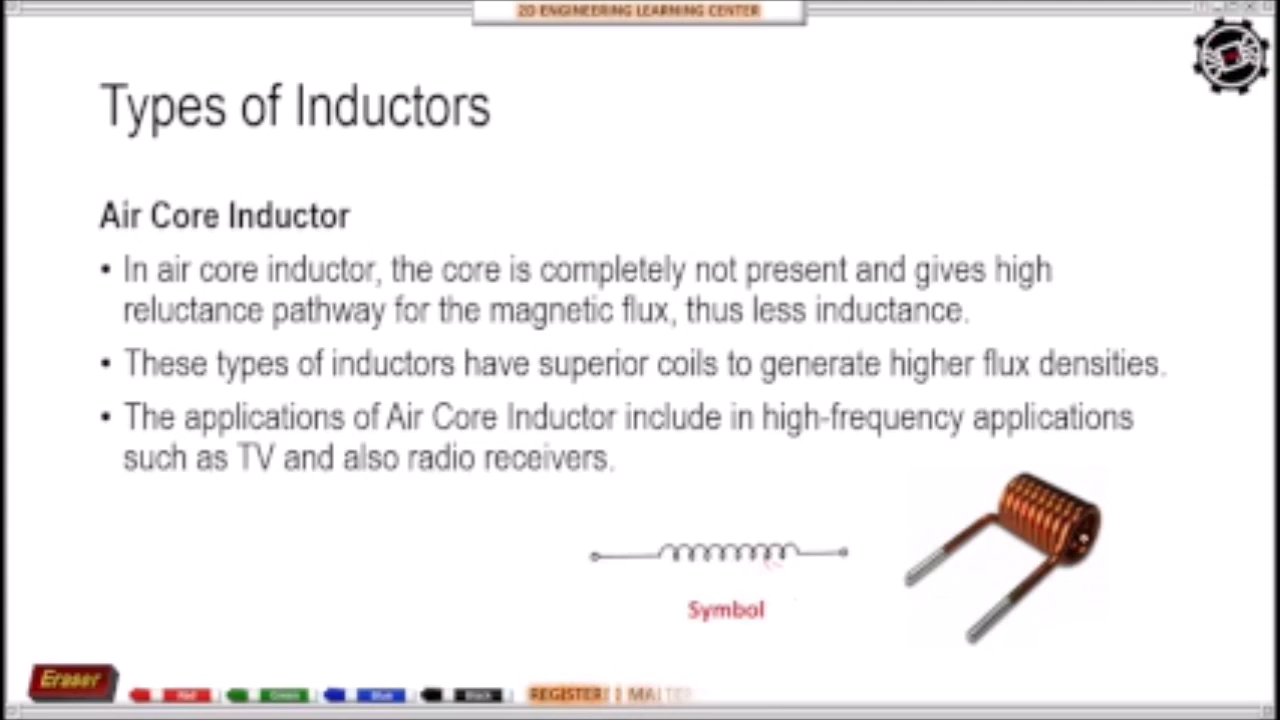 2D ENGINEERING LEARNING CENTER
Types of Inductors
Air Core Inductor
• In air core inductor, the core is completely not present and gives high
reluctance pathway for the magnetic flux, thus less inductance.
• These types of inductors have superior coils to generate higher flux densities.
• The applications of Air Core Inductor include in high-frequency applications
such as TV and also radio receivers.
Symbol
Eraser
Red Green Blue Black REGISTER